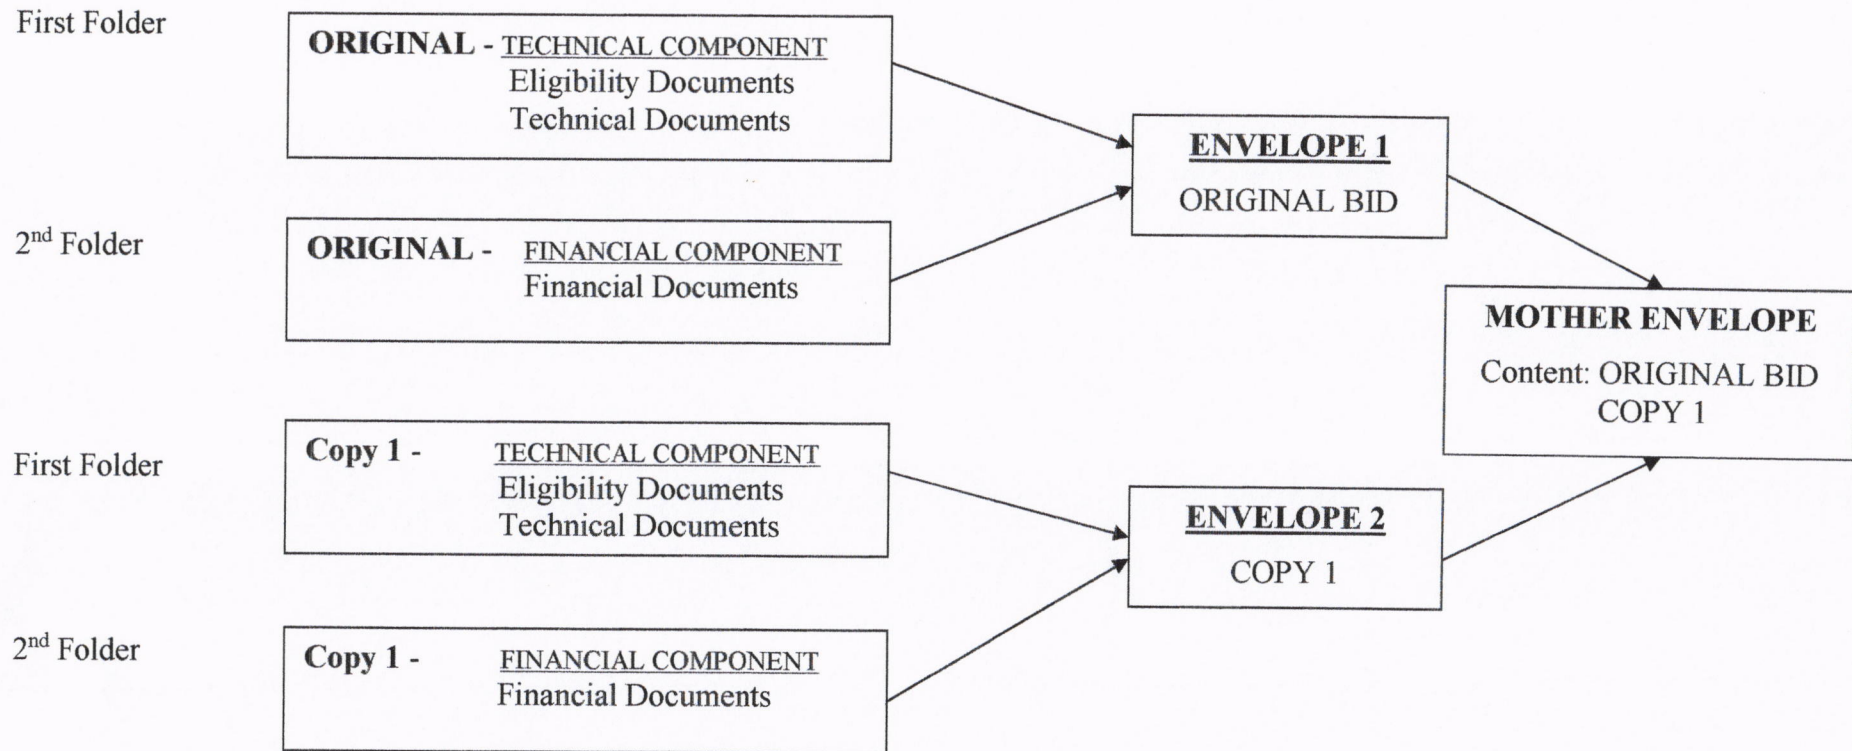 First Folder
ORIGINAL - TECHNICAL COMPONENT
Eligibility Documents
Technical Documents
2nd Folder
ORIGINAL - FINANCIAL COMPONENT
Financial Documents
First Folder
Copy 1 - TECHNICAL COMPONENT
Eligibility Documents
Technical Documents
2nd Folder
Copy 1 - FINANCIAL COMPONENT
Financial Documents
ENVELOPE 1
ORIGINAL BID
ENVELOPE 2
COPY 1
MOTHER ENVELOPE
Content: ORIGINAL BID
COPY 1